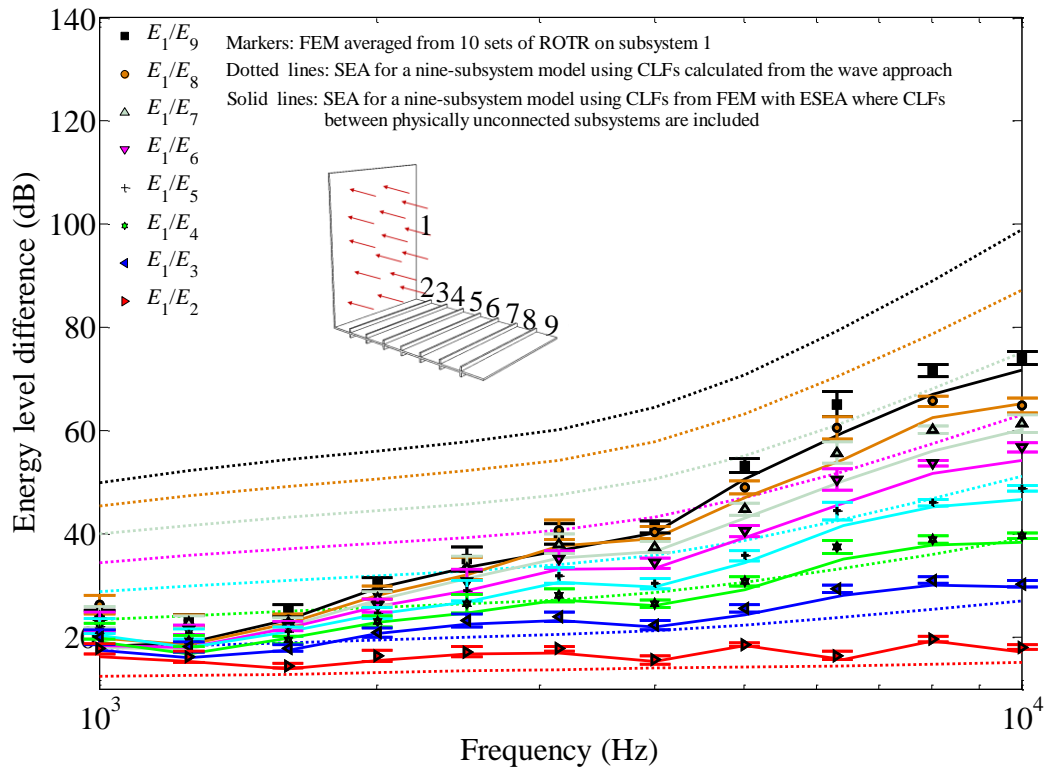 140
120
100
80
60
40
20
10³
10⁴
Energy level difference (dB)
Frequency (Hz)
E₁/E₉
E₁/E₈
E₁/E₇
E₁/E₆
E₁/E₅
E₁/E₄
E₁/E₃
E₁/E₂
Markers: FEM averaged from 10 sets of ROTR on subsystem 1
Dotted lines: SEA for a nine-subsystem model using CLFs calculated from the wave approach
Solid lines: SEA for a nine-subsystem model using CLFs from FEM with ESEA where CLFs
between physically unconnected subsystems are included
1
2 3 4 5 6 7 8 9